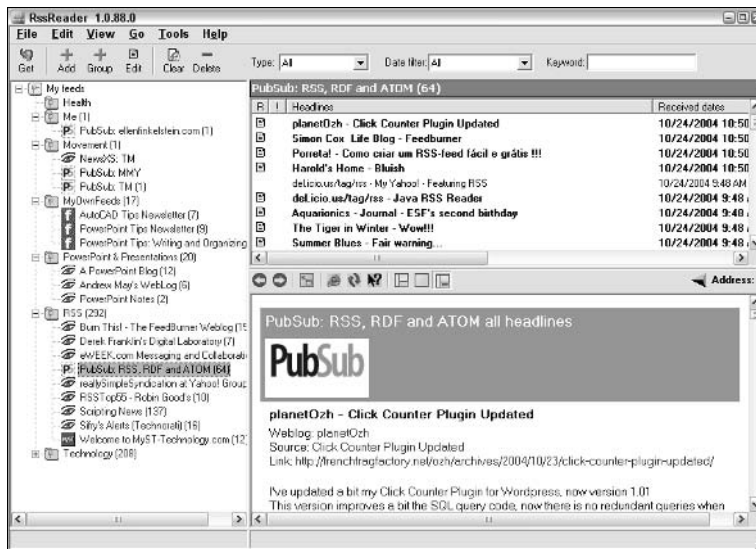 RssReader 1.0.88.0
File Edit View Go Tools Help
Get Add Group Edit Clear Delete Type: All Date filter: All Keyword:
My feeds
Health
Me (1)
PubSub: ellenfinkelstein.com (1)
Movement (1)
NewsXS: TM
PubSub: MMY
PubSub: TM (1)
MyOwnFeeds (17)
AutoCAD Tips Newsletter (7)
PowerPoint Tips Newsletter (9)
PowerPoint Tips: Writing and Organizing
PowerPoint & Presentations (20)
A PowerPoint Blog (12)
Andrew May's WebLog (6)
PowerPoint Notes (2)
RSS (292)
Burn This! - The FeedBurner Weblog (15
Derek Franklin's Digital Laboratory (7)
eWEEK.com Messaging and Collaborati
PubSub: RSS, RDF and ATOM (64)
reallySimpleSyndication at Yahoo! Group
RSSTop55 - Robin Good's (10)
Scripting News (137)
Sifry's Alerts (Technorati) (16)
Welcome to MyST-Technology.com (12
Technology (208)
PubSub: RSS, RDF and ATOM (64)
R ! Headlines Received dates
planetOzh - Click Counter Plugin Updated 10/24/2004 10:50
Simon Cox Life Blog - Feedburner 10/24/2004 10:50
Porreta! - Como criar um RSS-feed fácil e grátis !!! 10/24/2004 10:50
Harold's Home - Bluish 10/24/2004 10:50
del.icio.us/tag/rss - My Yahoo! - Featuring RSS 10/24/2004 9:48 AM
del.icio.us/tag/rss - Java RSS Reader 10/24/2004 9:48
Aquarionics - Journal - ESF's second birthday 10/24/2004 9:48
The Tiger in Winter - Wow!!! 10/24/2004 9:48
Summer Blues - Fair warning... 10/24/2004 9:48
Address:
PubSub: RSS, RDF and ATOM all headlines
PubSub
planetOzh - Click Counter Plugin Updated
Weblog: planetOzh
Source: Click Counter Plugin Updated
Link: http://frenchfragfactory.net/ozh/archives/2004/10/23/click-counter-plugin-updated/
I've updated a bit my Click Counter Plugin for Wordpress, now version 1.01
This version improves a bit the SQL query code, now there is no redundant queries when